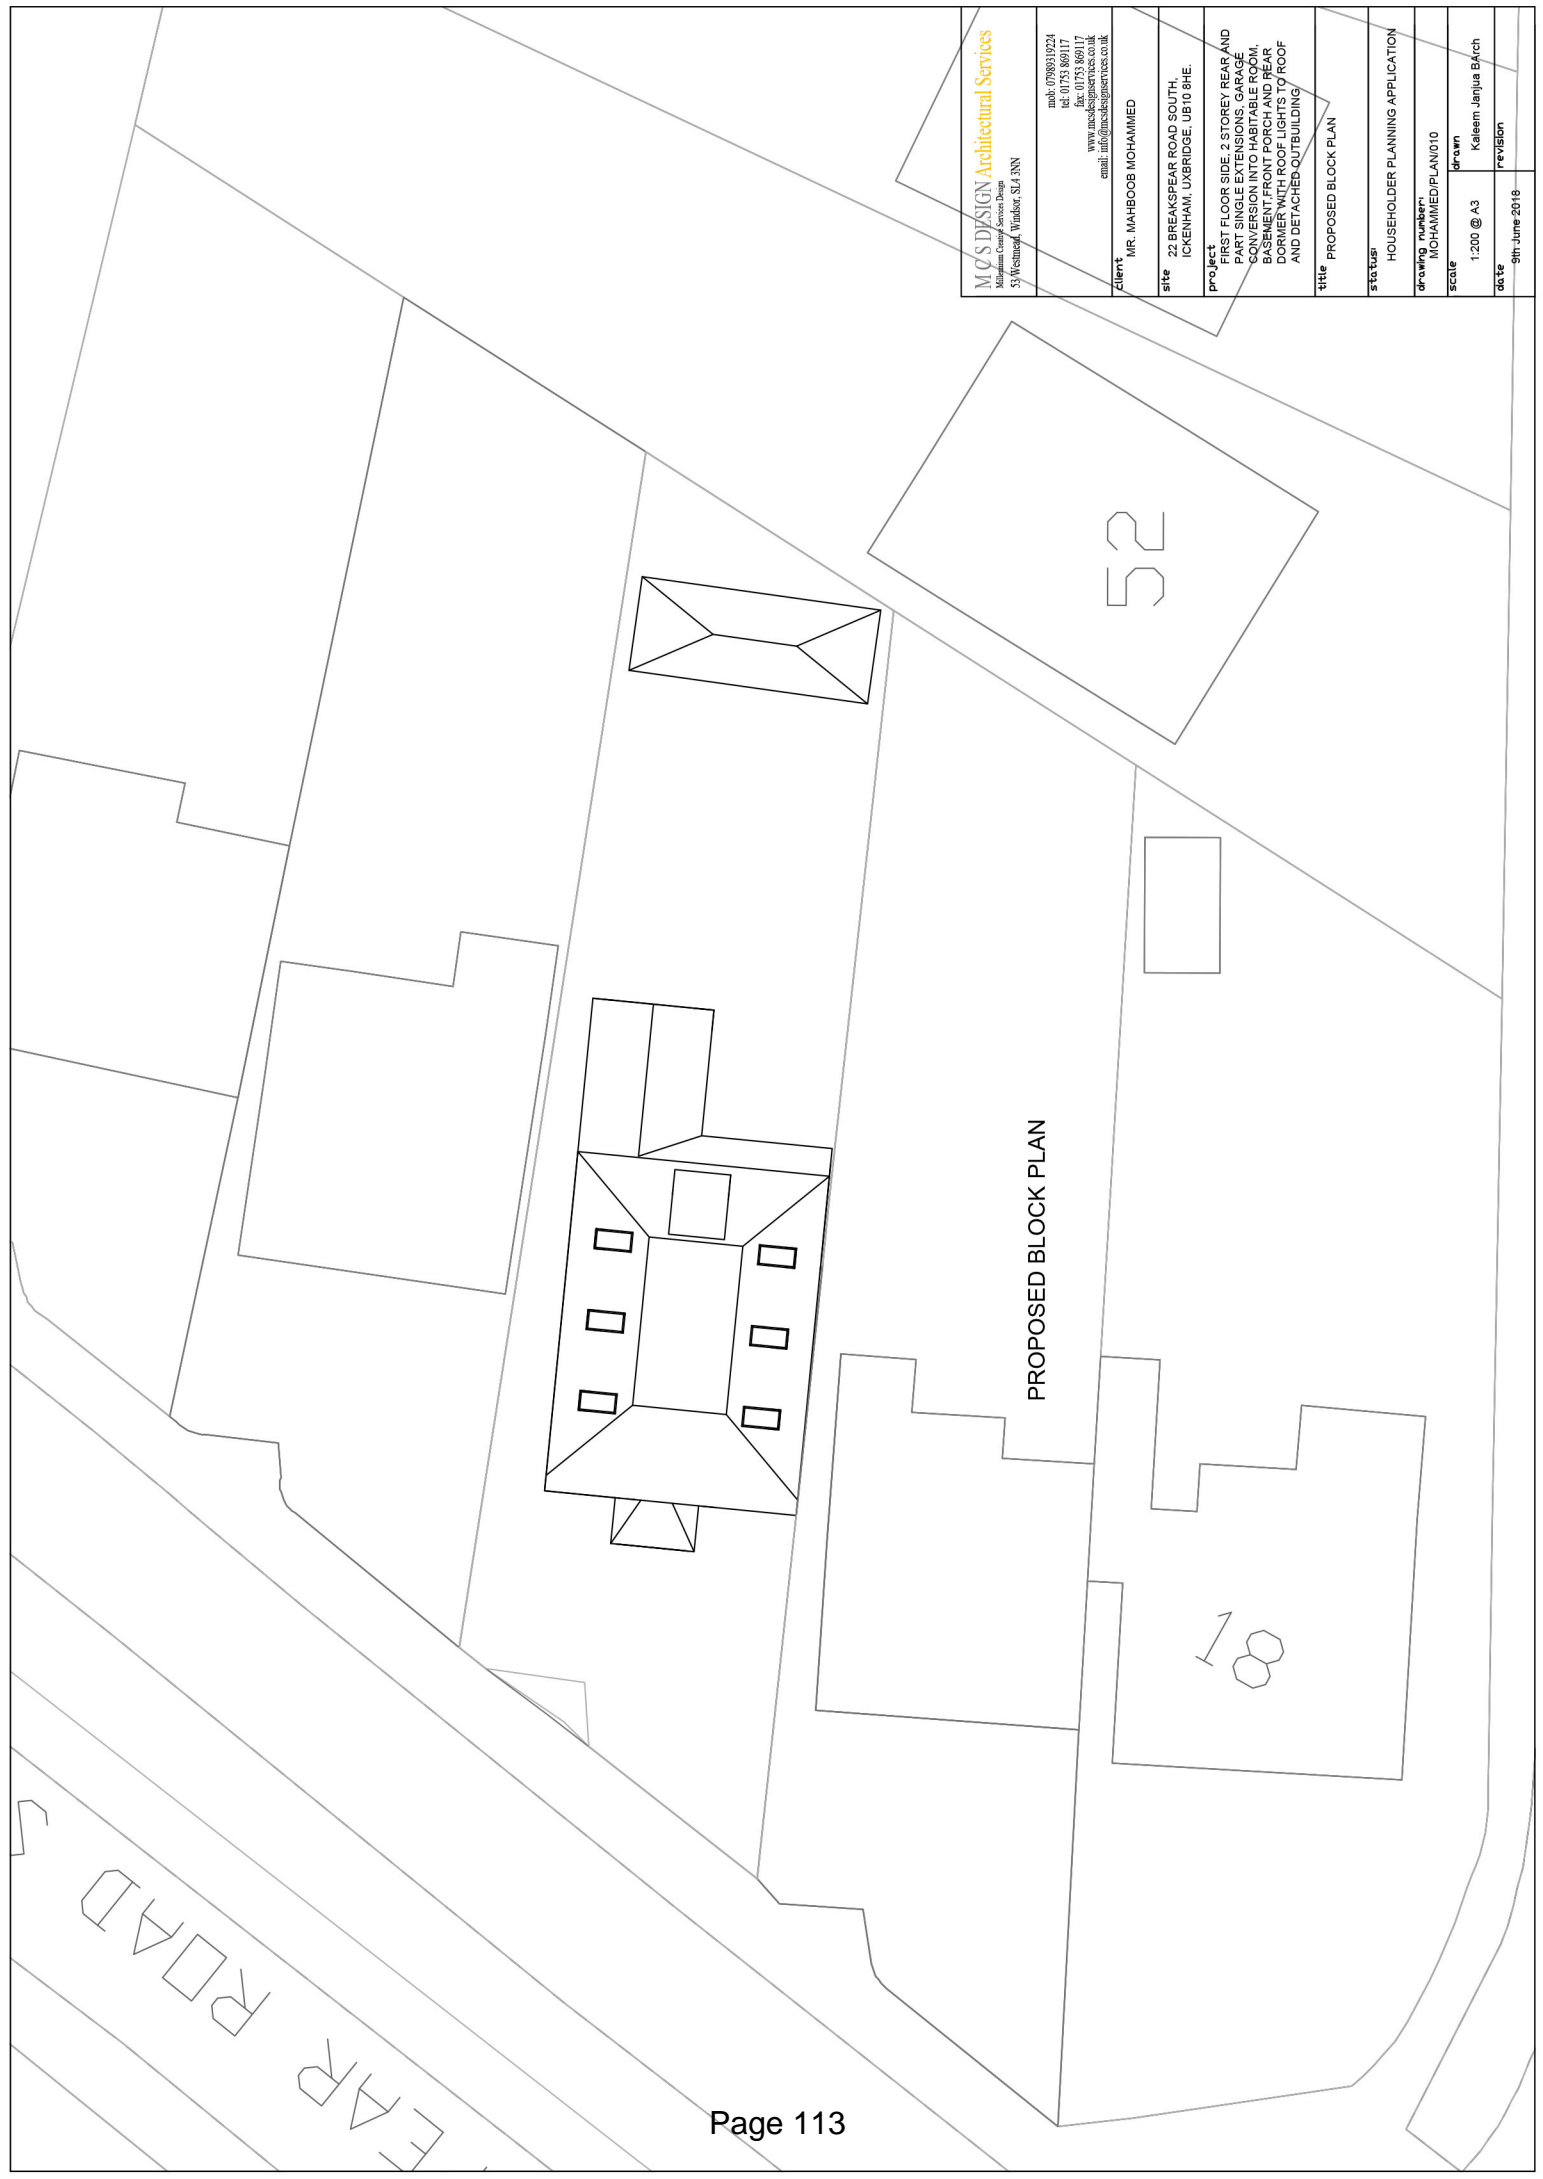 M C S DESIGN Architectural Services
Millennium Creative Services Design
53 Westmead, Windsor, SL4 3NN
mob: 07989319224
tel: 01753 869117
fax: 01753 869117
www.mcsdesignservices.co.uk
email: info@mcsdesignservices.co.uk
client
MR. MAHBOOB MOHAMMED
site
22 BREAKSPEAR ROAD SOUTH,
ICKENHAM, UXBRIDGE, UB10 8HE.
project
FIRST FLOOR SIDE, 2 STOREY REAR AND
PART SINGLE EXTENSIONS, GARAGE
CONVERSION INTO HABITABLE ROOM,
BASEMENT,FRONT PORCH AND REAR
DORMER WITH ROOF LIGHTS TO ROOF
AND DETACHED OUTBUILDING
title
PROPOSED BLOCK PLAN
status:
HOUSEHOLDER PLANNING APPLICATION
drawing number:
MOHAMMED/PLAN/010
scale
1:200 @ A3
drawn
Kaleem Janjua BArch
date
9th June 2018
revision
52
PROPOSED BLOCK PLAN
18
EAR ROAD S
Page 113